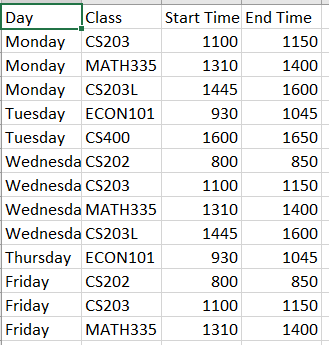 Day Class Start Time End Time
Monday CS203 1100 1150
Monday MATH335 1310 1400
Monday CS203L 1445 1600
Tuesday ECON101 930 1045
Tuesday CS400 1600 1650
Wednesda CS202 800 850
Wednesda CS203 1100 1150
Wednesda MATH335 1310 1400
Wednesda CS203L 1445 1600
Thursday ECON101 930 1045
Friday CS202 800 850
Friday CS203 1100 1150
Friday MATH335 1310 1400